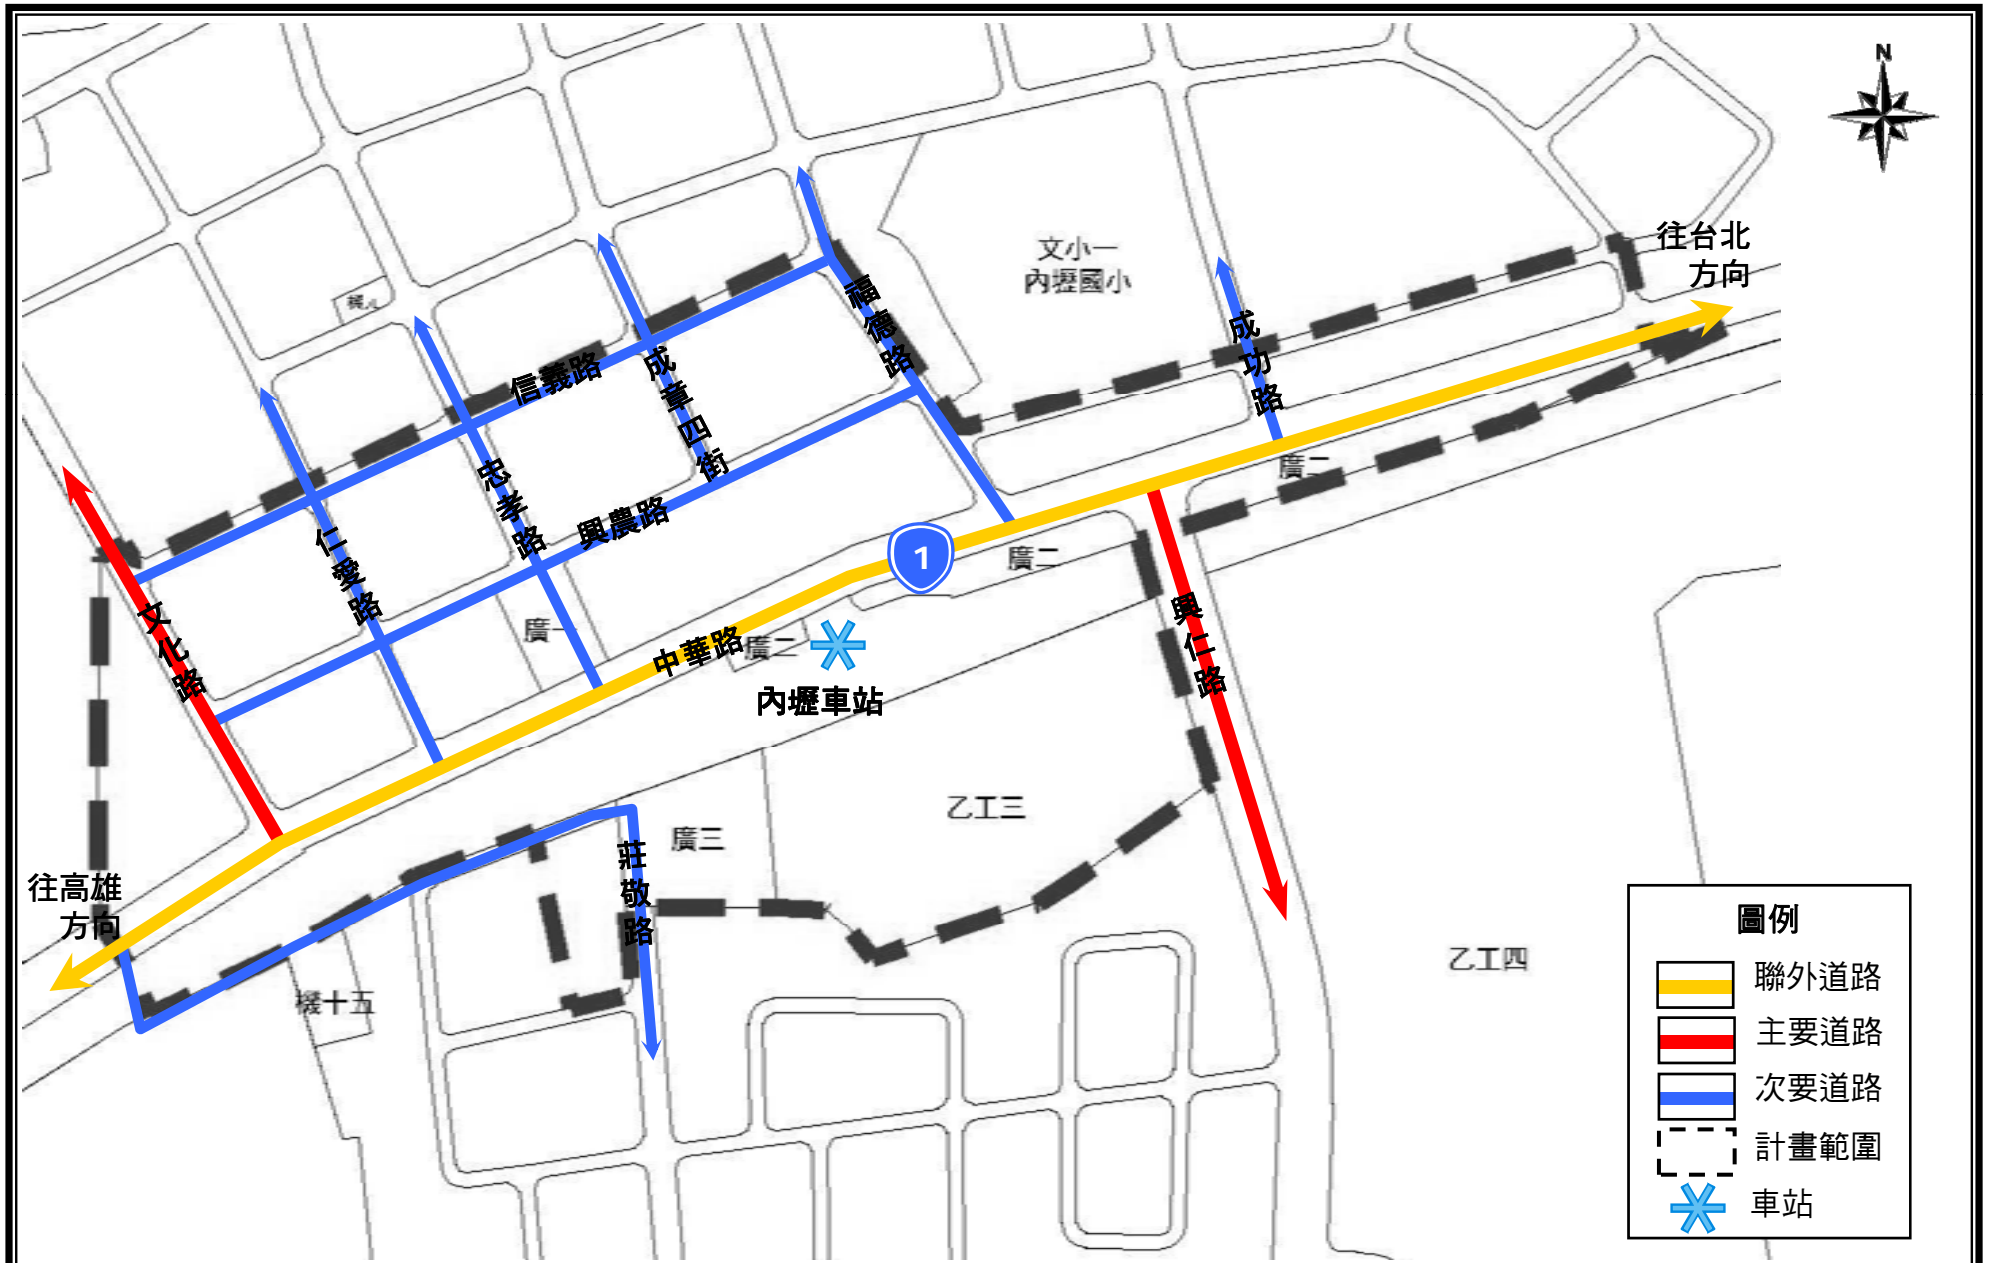 N
文小一
內壢國小
往台北
方向
機九
福德路
成功路
信義路
成章四街
忠孝路
廣二
興農路
仁愛路
1
廣二
文化路
廣一
中華路
廣二
興仁路
內壢車站
乙工三
廣三
莊敬路
往高雄
方向
機十五
乙工四
圖例
聯外道路
主要道路
次要道路
計畫範圍
車站